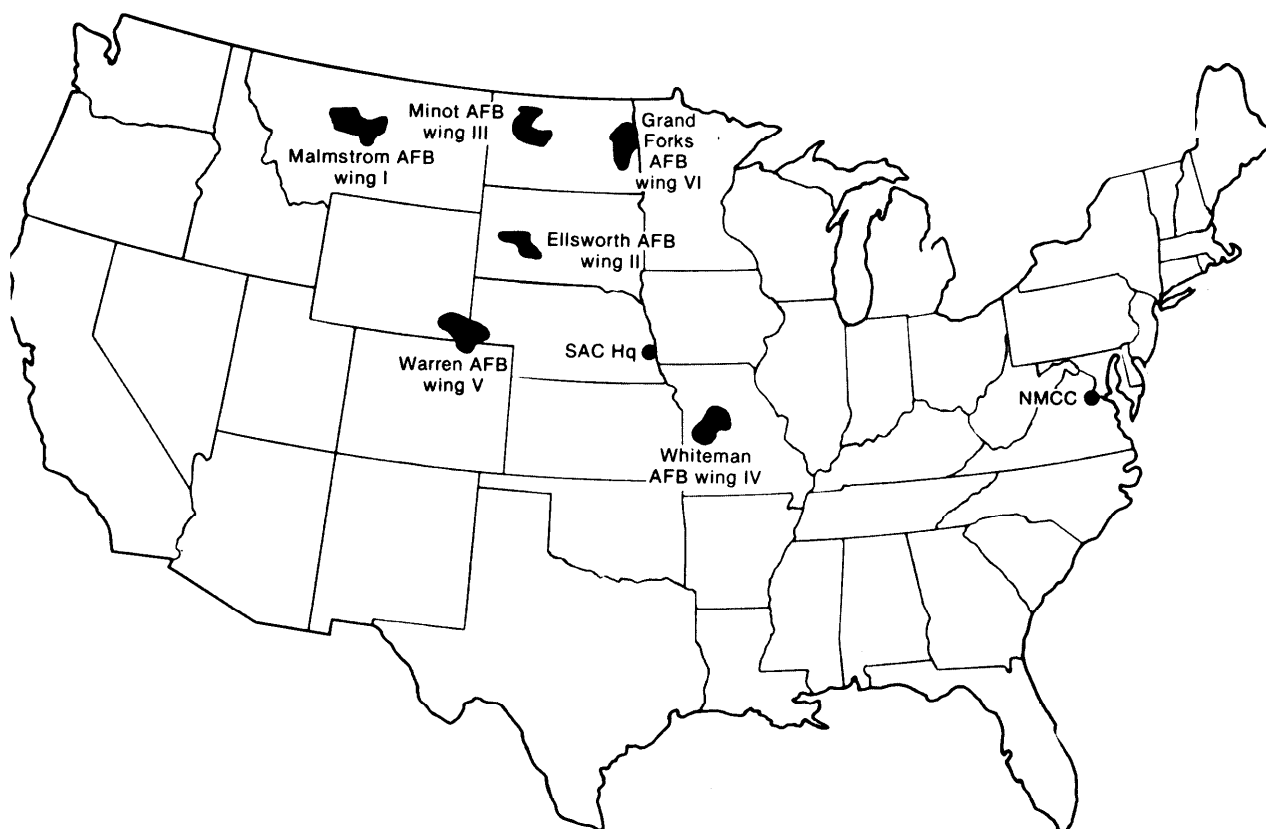 Minot AFB
wing III
Grand
Forks
AFB
wing VI
Malmstrom AFB
wing I
Ellsworth AFB
wing II
SAC Hq
Warren AFB
wing V
NMCC
Whiteman
AFB wing IV